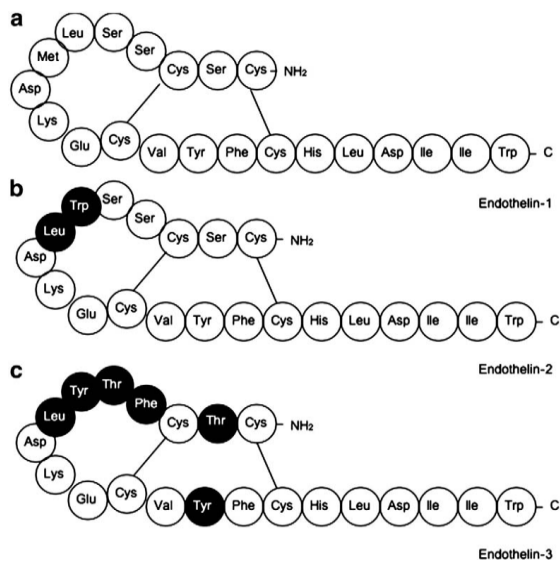 a
Leu Ser
Met Ser
Cys Ser Cys NH₂
Asp
Lys
Glu Cys Val Tyr Phe Cys His Leu Asp Ile Ile Trp C
Endothelin-1
b
Trp Ser
Leu Ser
Cys Ser Cys NH₂
Asp
Lys
Glu Cys Val Tyr Phe Cys His Leu Asp Ile Ile Trp C
Endothelin-2
c
Tyr Thr
Leu Phe
Cys Thr Cys NH₂
Asp
Lys
Glu Cys Val Tyr Phe Cys His Leu Asp Ile Ile Trp C
Endothelin-3